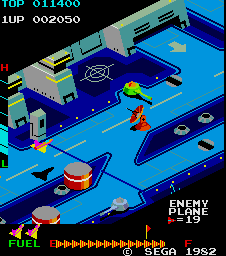 TOP 011400
1UP 002050
H
L
ENEMY
PLANE
=19
FUEL E F
© SEGA 1982